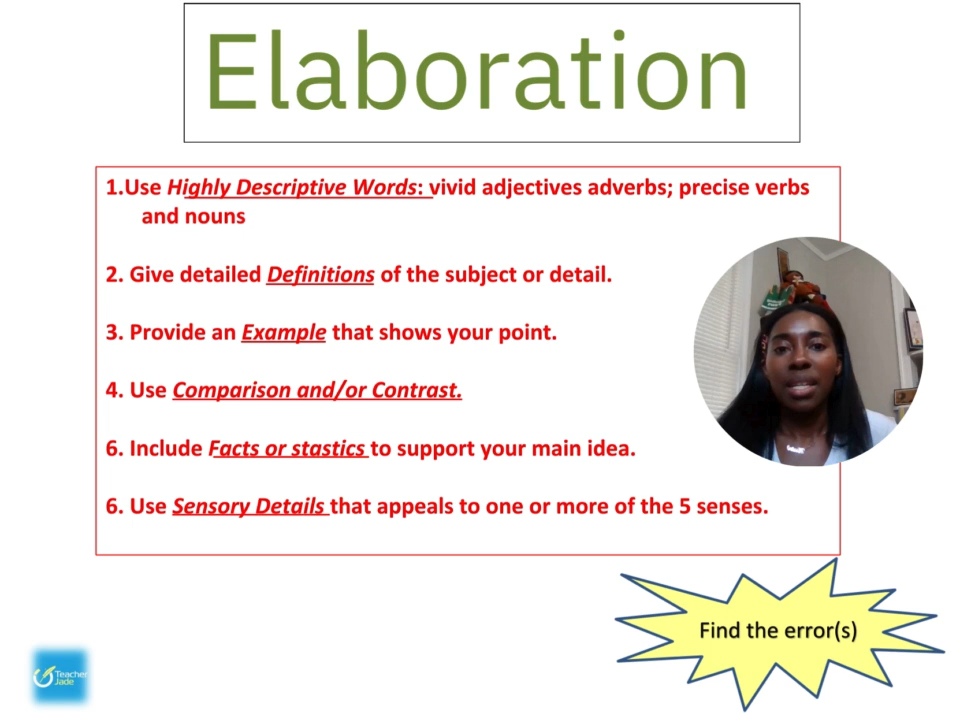 Elaboration
1.Use Highly Descriptive Words: vivid adjectives adverbs; precise verbs
and nouns
2. Give detailed Definitions of the subject or detail.
3. Provide an Example that shows your point.
4. Use Comparison and/or Contrast.
6. Include Facts or stastics to support your main idea.
6. Use Sensory Details that appeals to one or more of the 5 senses.
Find the error(s)
Teacher
Jade